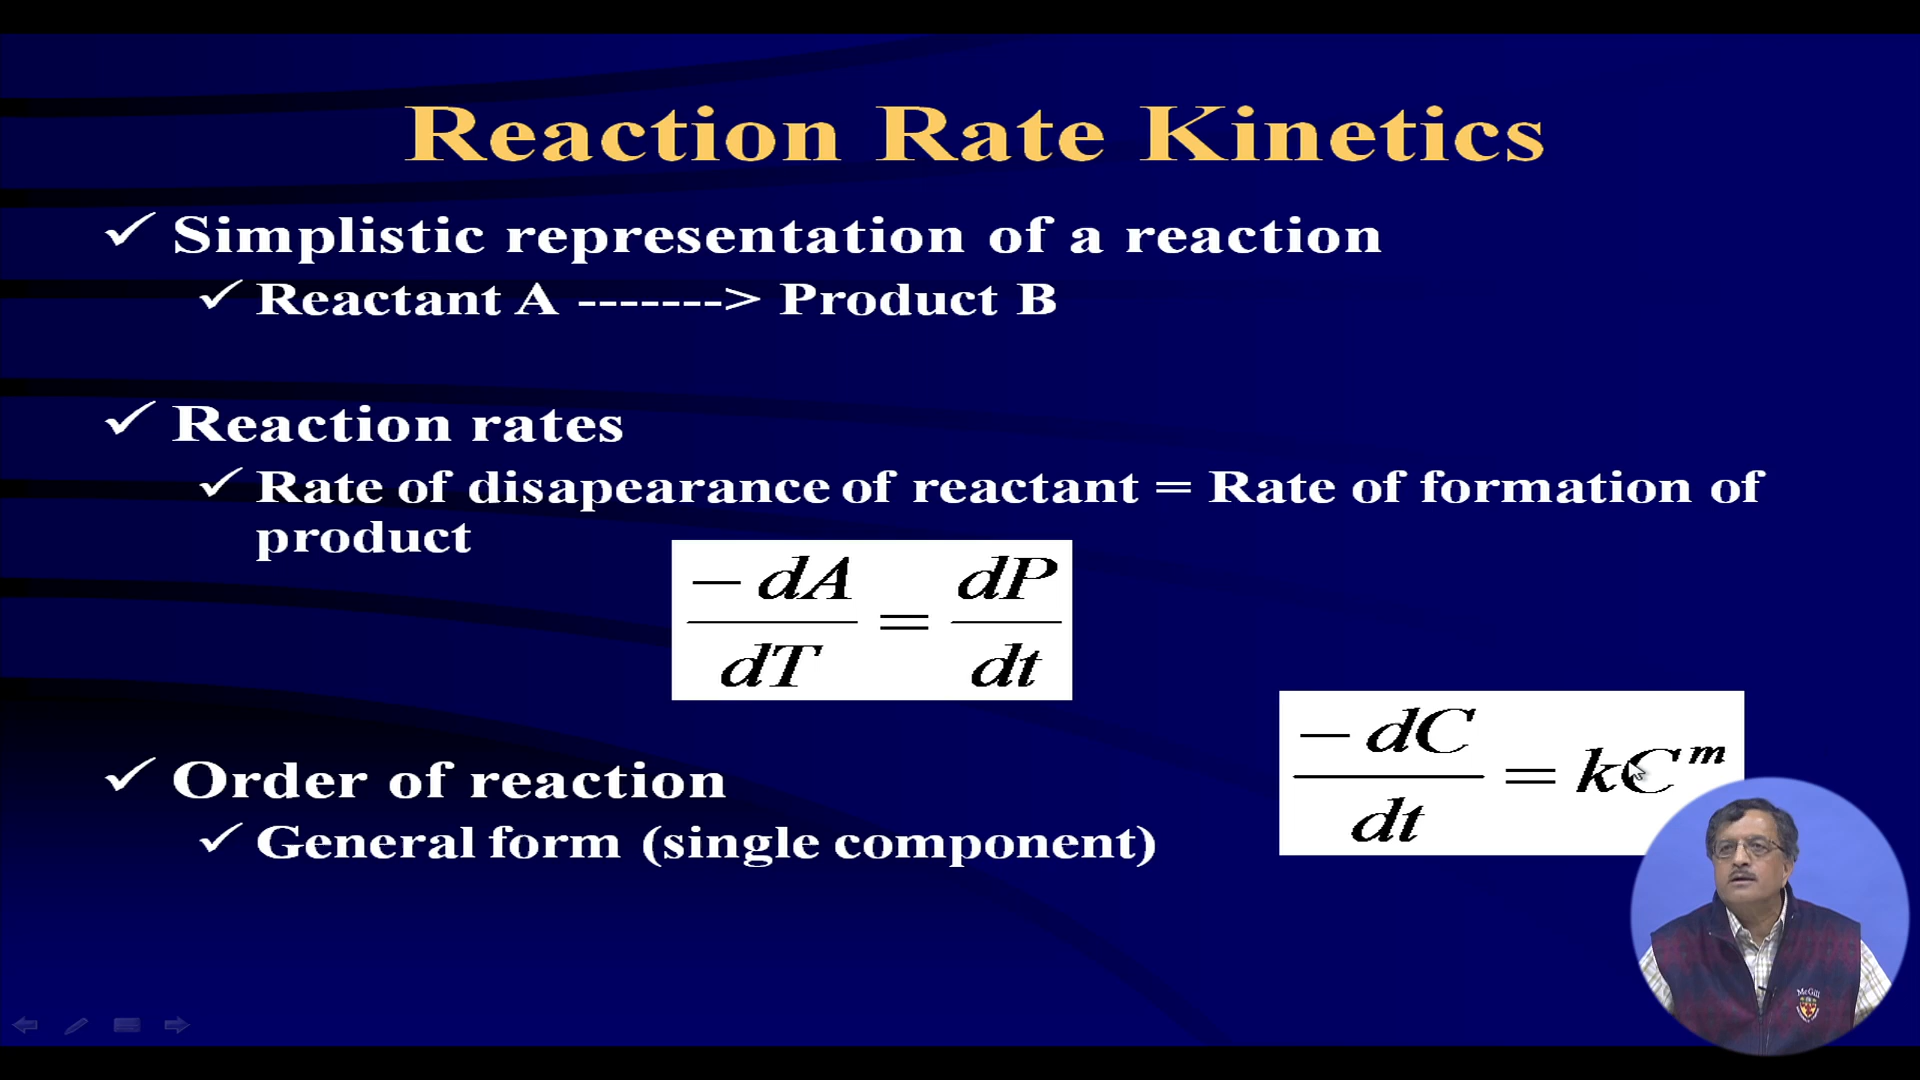 Reaction Rate Kinetics
✓ Simplistic representation of a reaction
✓ Reactant A -------> Product B
✓ Reaction rates
✓ Rate of disapearance of reactant = Rate of formation of
product
−dA/dT = dP/dt
✓ Order of reaction
−dC/dt = kC^m
✓ General form (single component)
McGill